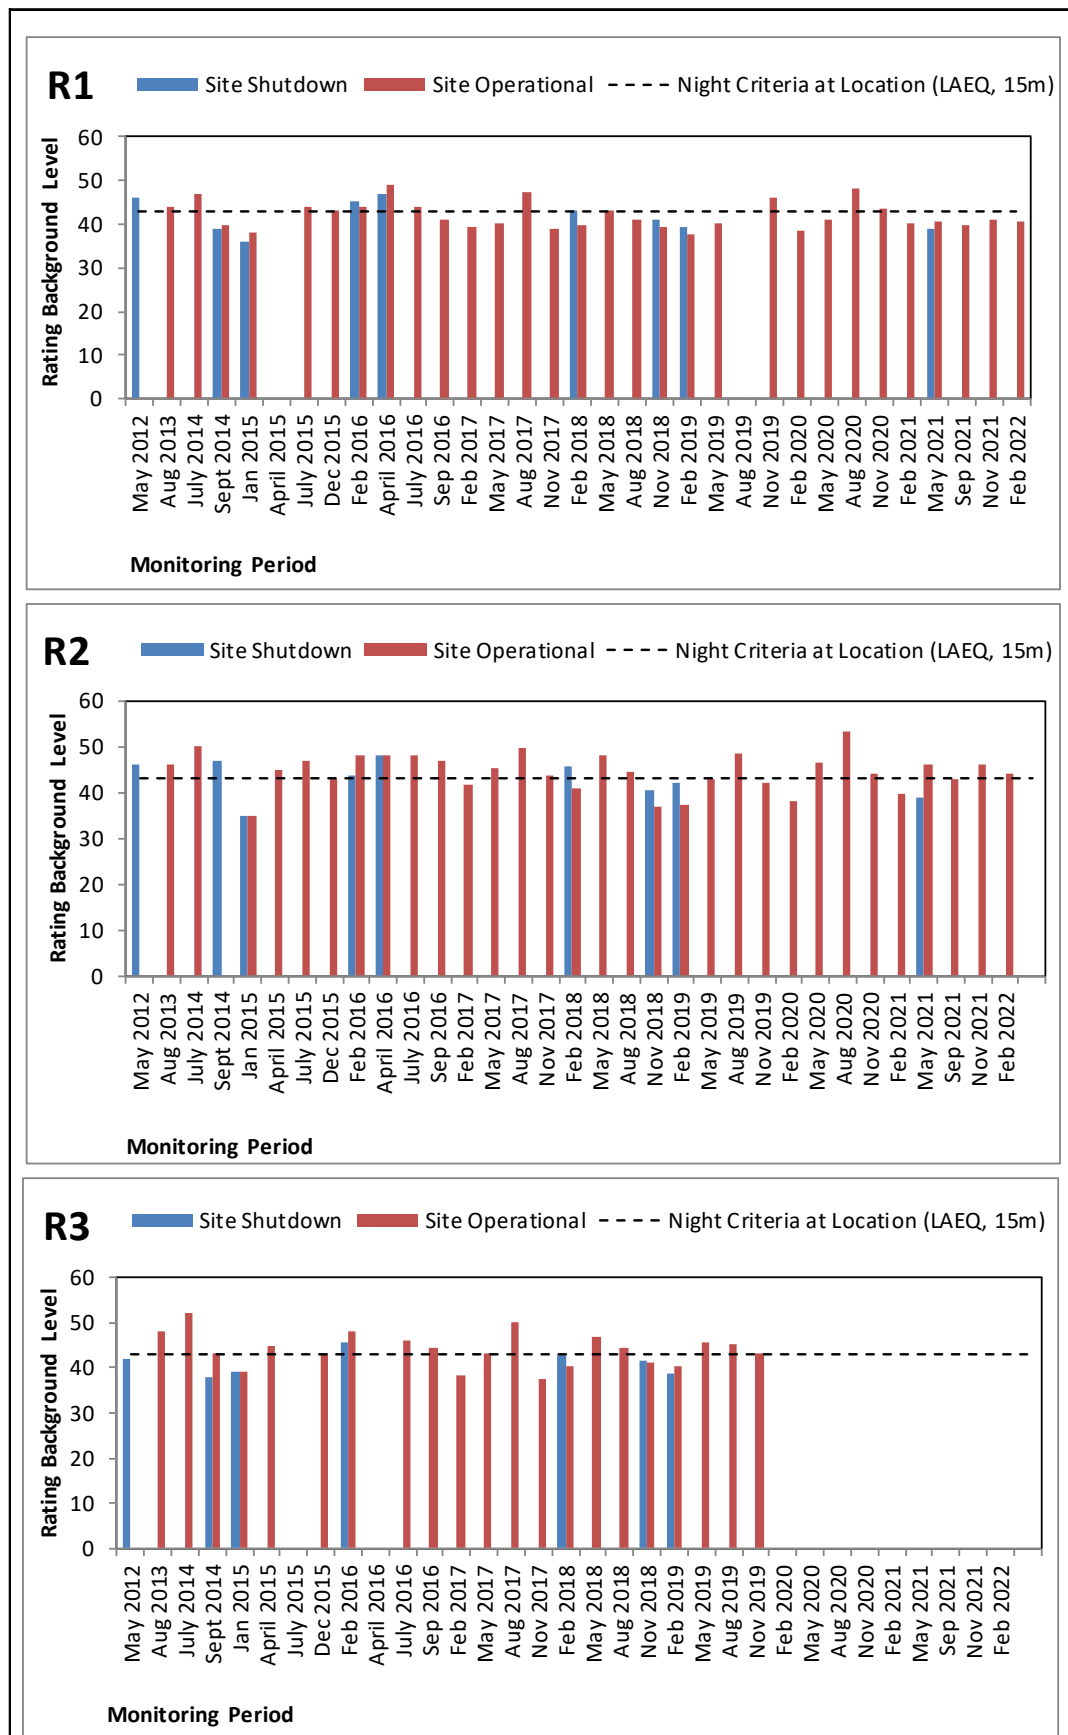 R1
Site Shutdown Site Operational Night Criteria at Location (LAEQ, 15m)
Rating Background Level
60
50
40
30
20
10
0
May 2012
Aug 2013
July 2014
Sept 2014
Jan 2015
April 2015
July 2015
Dec 2015
Feb 2016
April 2016
July 2016
Sep 2016
Feb 2017
May 2017
Aug 2017
Nov 2017
Feb 2018
May 2018
Aug 2018
Nov 2018
Feb 2019
May 2019
Aug 2019
Nov 2019
Feb 2020
May 2020
Aug 2020
Nov 2020
Feb 2021
May 2021
Sep 2021
Nov 2021
Feb 2022
Monitoring Period
R2
Site Shutdown Site Operational Night Criteria at Location (LAEQ, 15m)
Rating Background Level
60
50
40
30
20
10
0
May 2012
Aug 2013
July 2014
Sept 2014
Jan 2015
April 2015
July 2015
Dec 2015
Feb 2016
April 2016
July 2016
Sep 2016
Feb 2017
May 2017
Aug 2017
Nov 2017
Feb 2018
May 2018
Aug 2018
Nov 2018
Feb 2019
May 2019
Aug 2019
Nov 2019
Feb 2020
May 2020
Aug 2020
Nov 2020
Feb 2021
May 2021
Sep 2021
Nov 2021
Feb 2022
Monitoring Period
R3
Site Shutdown Site Operational Night Criteria at Location (LAEQ, 15m)
Rating Background Level
60
50
40
30
20
10
0
May 2012
Aug 2013
July 2014
Sept 2014
Jan 2015
April 2015
July 2015
Dec 2015
Feb 2016
April 2016
July 2016
Sep 2016
Feb 2017
May 2017
Aug 2017
Nov 2017
Feb 2018
May 2018
Aug 2018
Nov 2018
Feb 2019
May 2019
Aug 2019
Nov 2019
Feb 2020
May 2020
Aug 2020
Nov 2020
Feb 2021
May 2021
Sep 2021
Nov 2021
Feb 2022
Monitoring Period